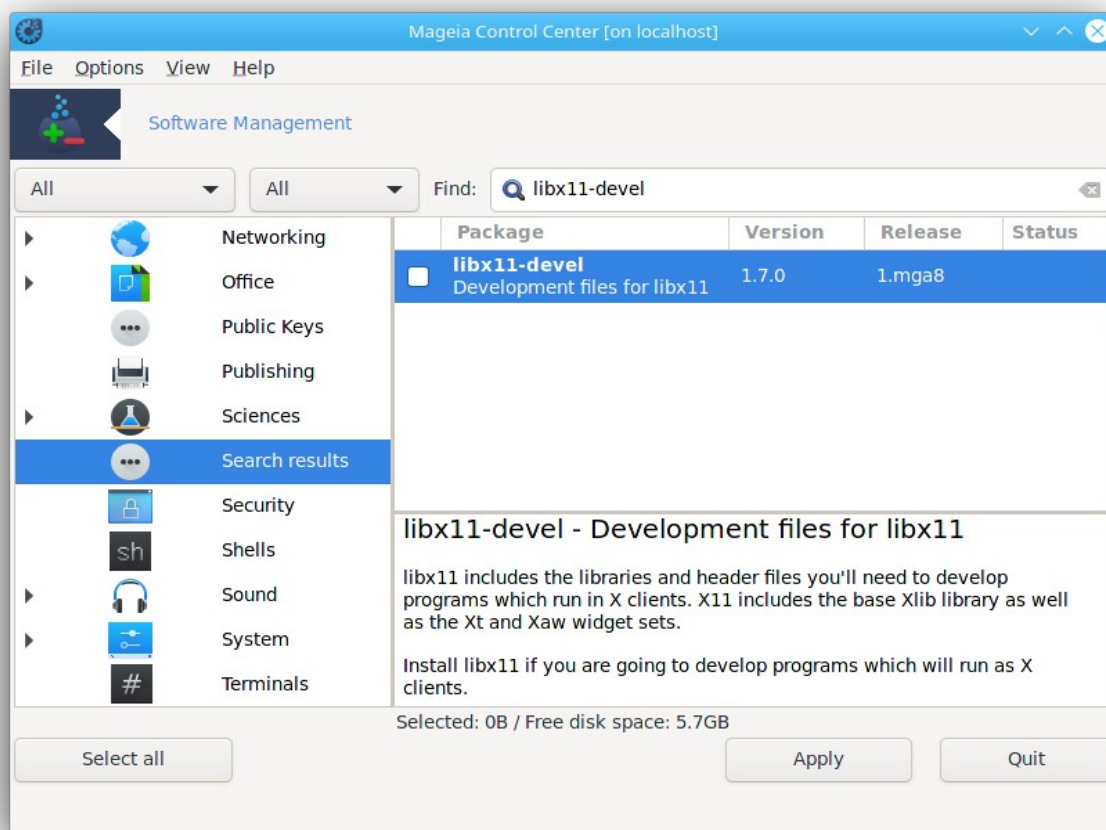 Mageia Control Center [on localhost]
File Options View Help
Software Management
All All Find: libx11-devel
Package Version Release Status
Networking
libx11-devel
Development files for libx11 1.7.0 1.mga8
Office
Public Keys
Publishing
Sciences
Search results
Security
sh Shells
Sound
System
# Terminals
libx11-devel - Development files for libx11
libx11 includes the libraries and header files you'll need to develop
programs which run in X clients. X11 includes the base Xlib library as well
as the Xt and Xaw widget sets.
Install libx11 if you are going to develop programs which will run as X
clients.
Selected: 0B / Free disk space: 5.7GB
Select all Apply Quit